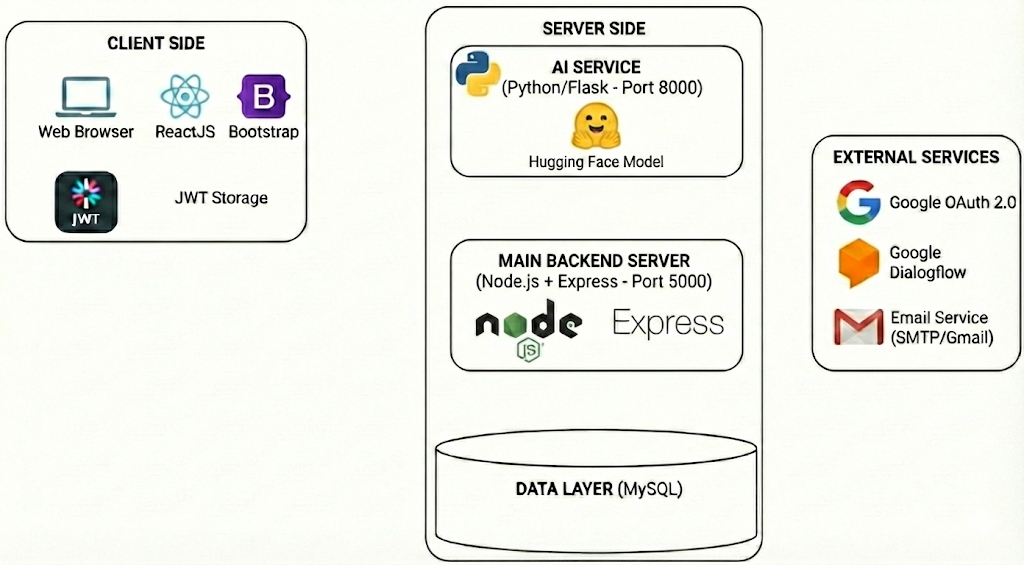 CLIENT SIDE
Web Browser
ReactJS
B
Bootstrap
JWT
JWT Storage
SERVER SIDE
AI SERVICE
(Python/Flask - Port 8000)
Hugging Face Model
MAIN BACKEND SERVER
(Node.js + Express - Port 5000)
node
JS
Express
DATA LAYER (MySQL)
EXTERNAL SERVICES
Google OAuth 2.0
Google
Dialogflow
Email Service
(SMTP/Gmail)